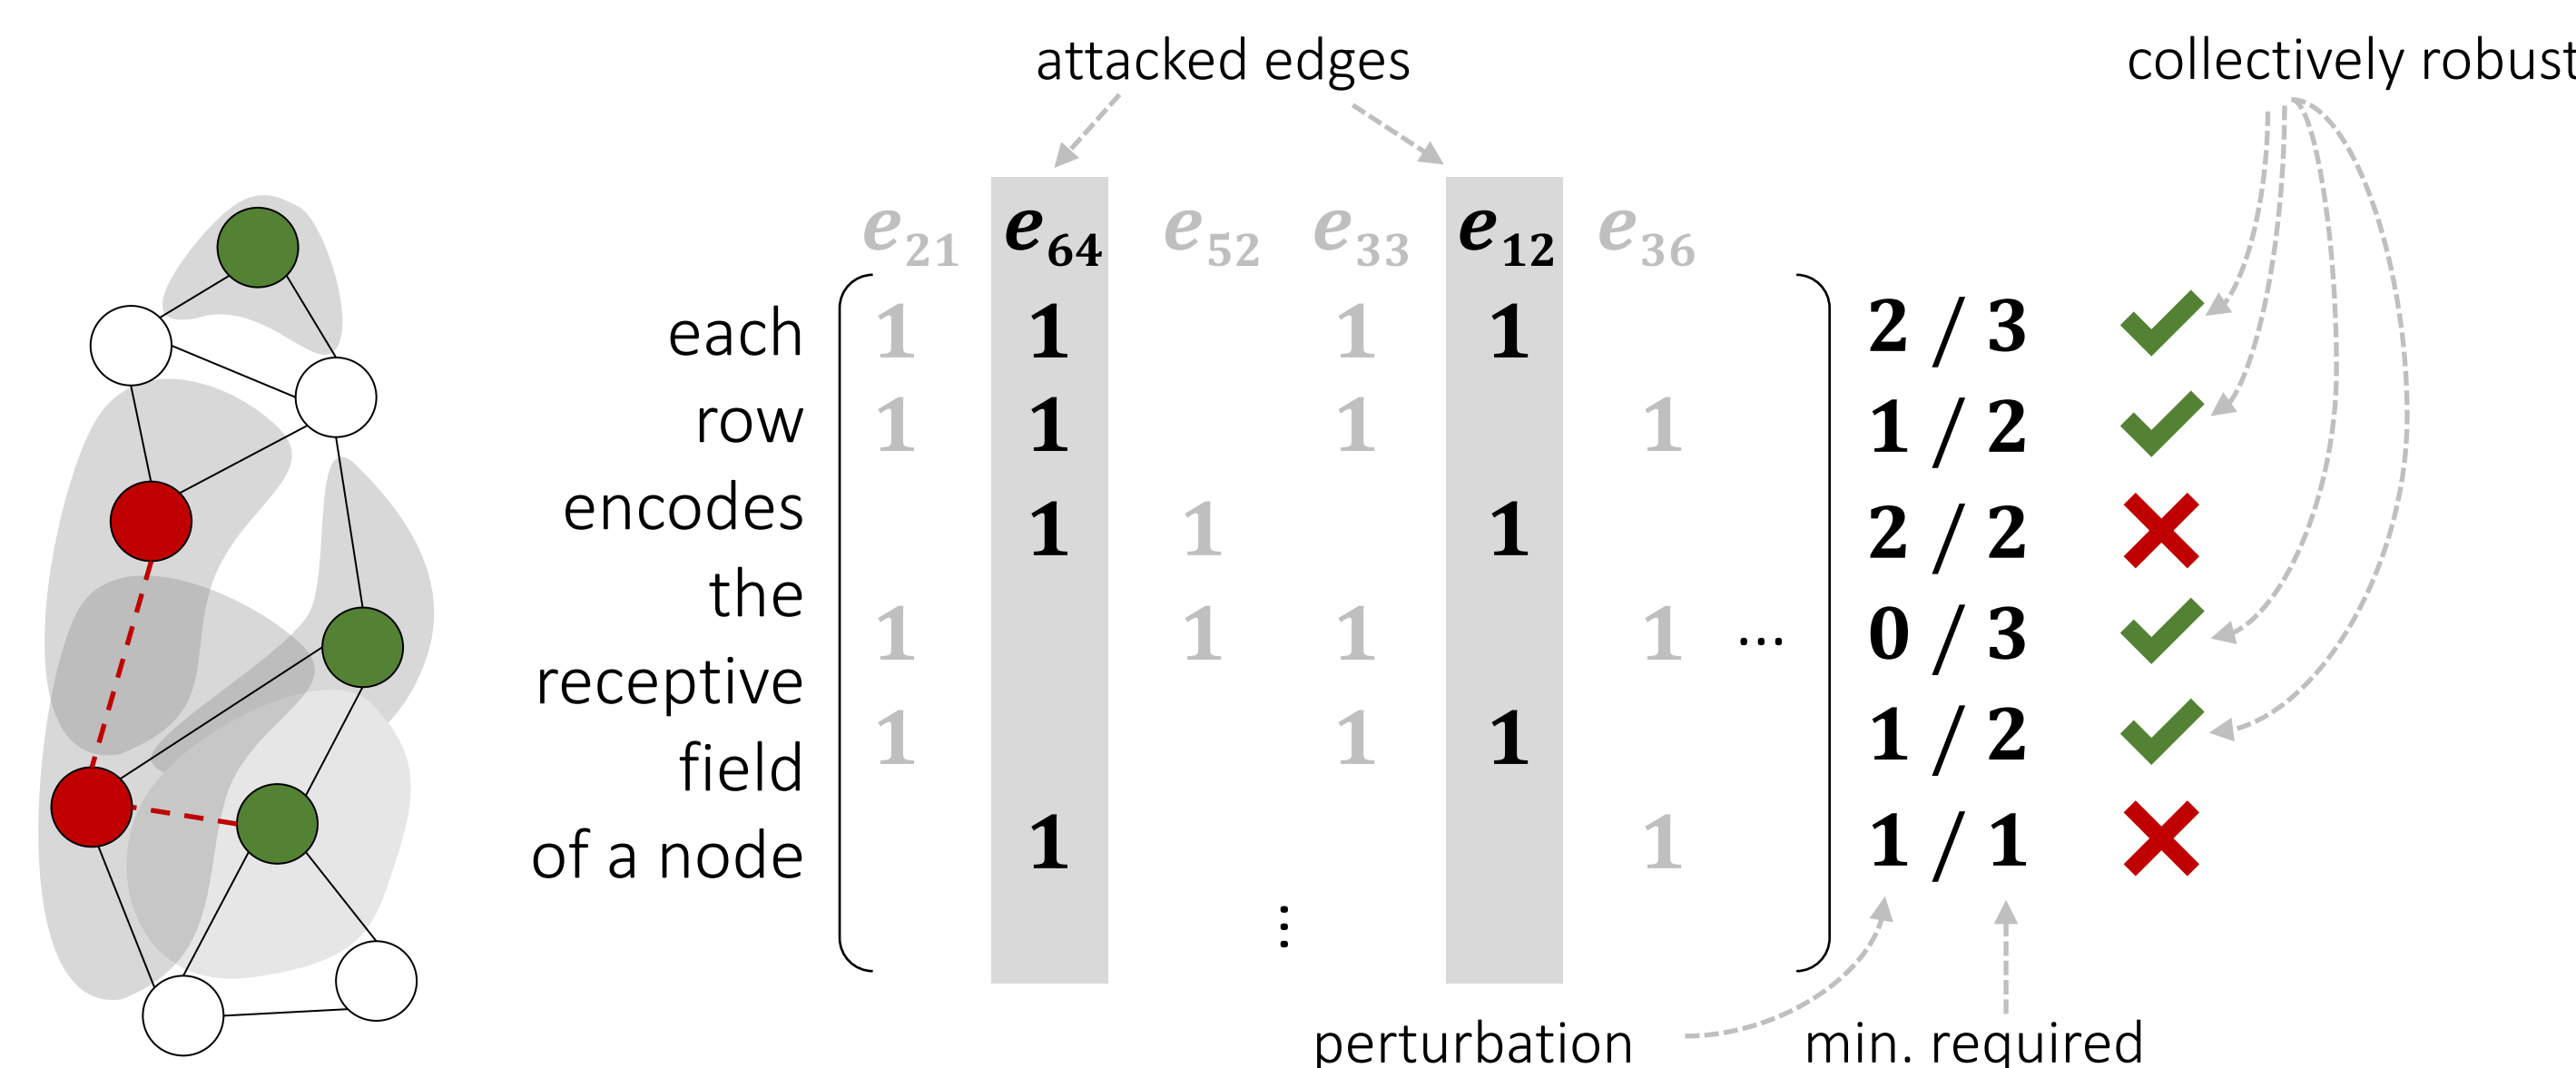 attacked edges
collectively robust
e21 e64 e52 e33 e12 e36
each 1 1 1 1 2 / 3
row 1 1 1 1 1 / 2
encodes 1 1 1 2 / 2
the 1 1 1 1 ... 0 / 3
receptive 1 1 1 1 / 2
field
of a node 1 1 1 / 1
⋮
perturbation min. required